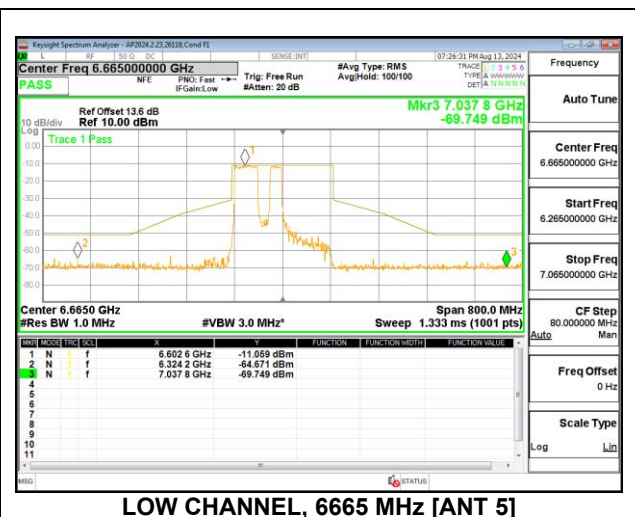 Keysight Spectrum Analyzer - AP2024.2.23,26118,Cond F1
L RF 50 Ω DC SENSE:INT 07:26:31 PM Aug 13, 2024
Center Freq 6.665000000 GHz
PASS
NFE
PNO: Fast
IFGain:Low
Trig: Free Run
#Atten: 20 dB
#Avg Type: RMS
Avg|Hold: 100/100
TRACE 1 2 3 4 5 6
TYPE A WWWWW
DET A N N N N N
Ref Offset 13.6 dB
10 dB/div Ref 10.00 dBm
Mkr3 7.037 8 GHz
-69.749 dBm
Log
Trace 1 Pass
0.00
-10.0
-20.0
-30.0
-40.0
-50.0
-60.0
-70.0
-80.0
1
2
3
Center 6.6650 GHz Span 800.0 MHz
#Res BW 1.0 MHz #VBW 3.0 MHz* Sweep 1.333 ms (1001 pts)
MKR MODE TRC SCL X Y FUNCTION FUNCTION WIDTH FUNCTION VALUE
1 N 1 f 6.602 6 GHz -11.059 dBm
2 N 1 f 6.324 2 GHz -64.671 dBm
3 N 1 f 7.037 8 GHz -69.749 dBm
4
5
6
7
8
9
10
11
MSG STATUS
Frequency
Auto Tune
Center Freq
6.665000000 GHz
Start Freq
6.265000000 GHz
Stop Freq
7.065000000 GHz
CF Step
80.000000 MHz
Auto Man
Freq Offset
0 Hz
Scale Type
Log Lin
LOW CHANNEL, 6665 MHz [ANT 5]